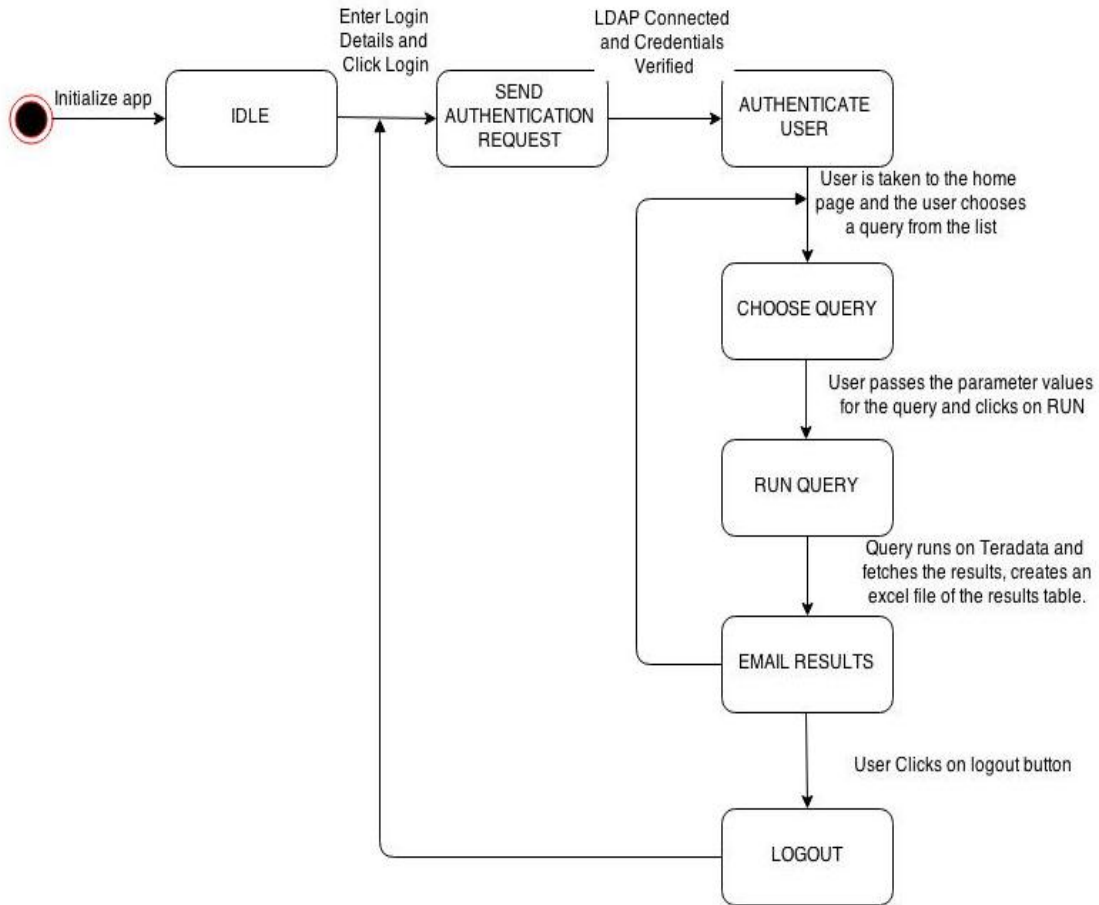 Enter Login
Details and
Click Login
LDAP Connected
and Credentials
Verified
Initialize app
IDLE
SEND
AUTHENTICATION
REQUEST
AUTHENTICATE
USER
User is taken to the home
page and the user chooses
a query from the list
CHOOSE QUERY
User passes the parameter values
for the query and clicks on RUN
RUN QUERY
Query runs on Teradata and
fetches the results, creates an
excel file of the results table.
EMAIL RESULTS
User Clicks on logout button
LOGOUT